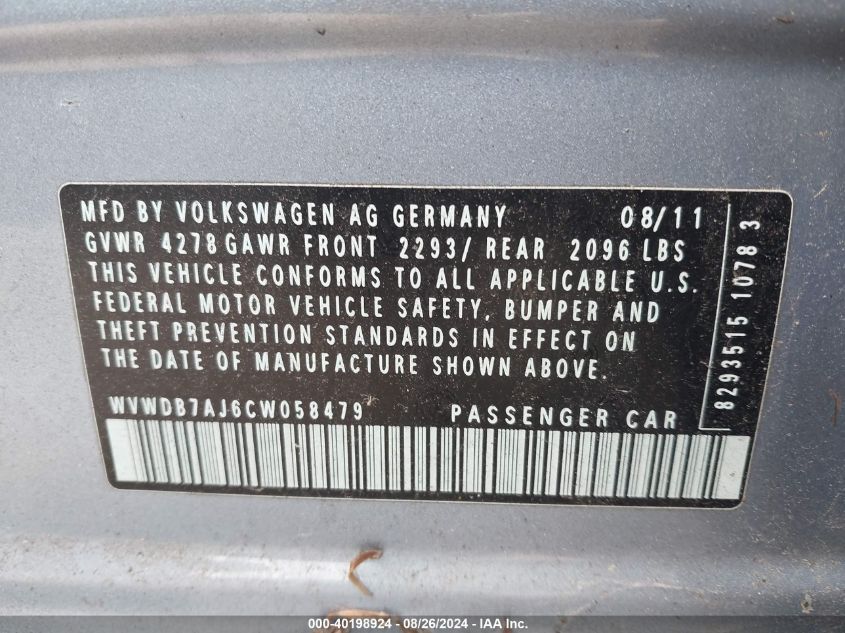 MFD BY VOLKSWAGEN AG GERMANY 08/11
GVWR 4278 GAWR FRONT 2293/ REAR 2096 LBS
THIS VEHICLE CONFORMS TO ALL APPLICABLE U.S.
FEDERAL MOTOR VEHICLE SAFETY, BUMPER AND
THEFT PREVENTION STANDARDS IN EFFECT ON
THE DATE OF MANUFACTURE SHOWN ABOVE.
WVWDB7AJ6CW058479 PASSENGER CAR
8293515 1078 3
000-40198924 - 08/26/2024 - IAA Inc.